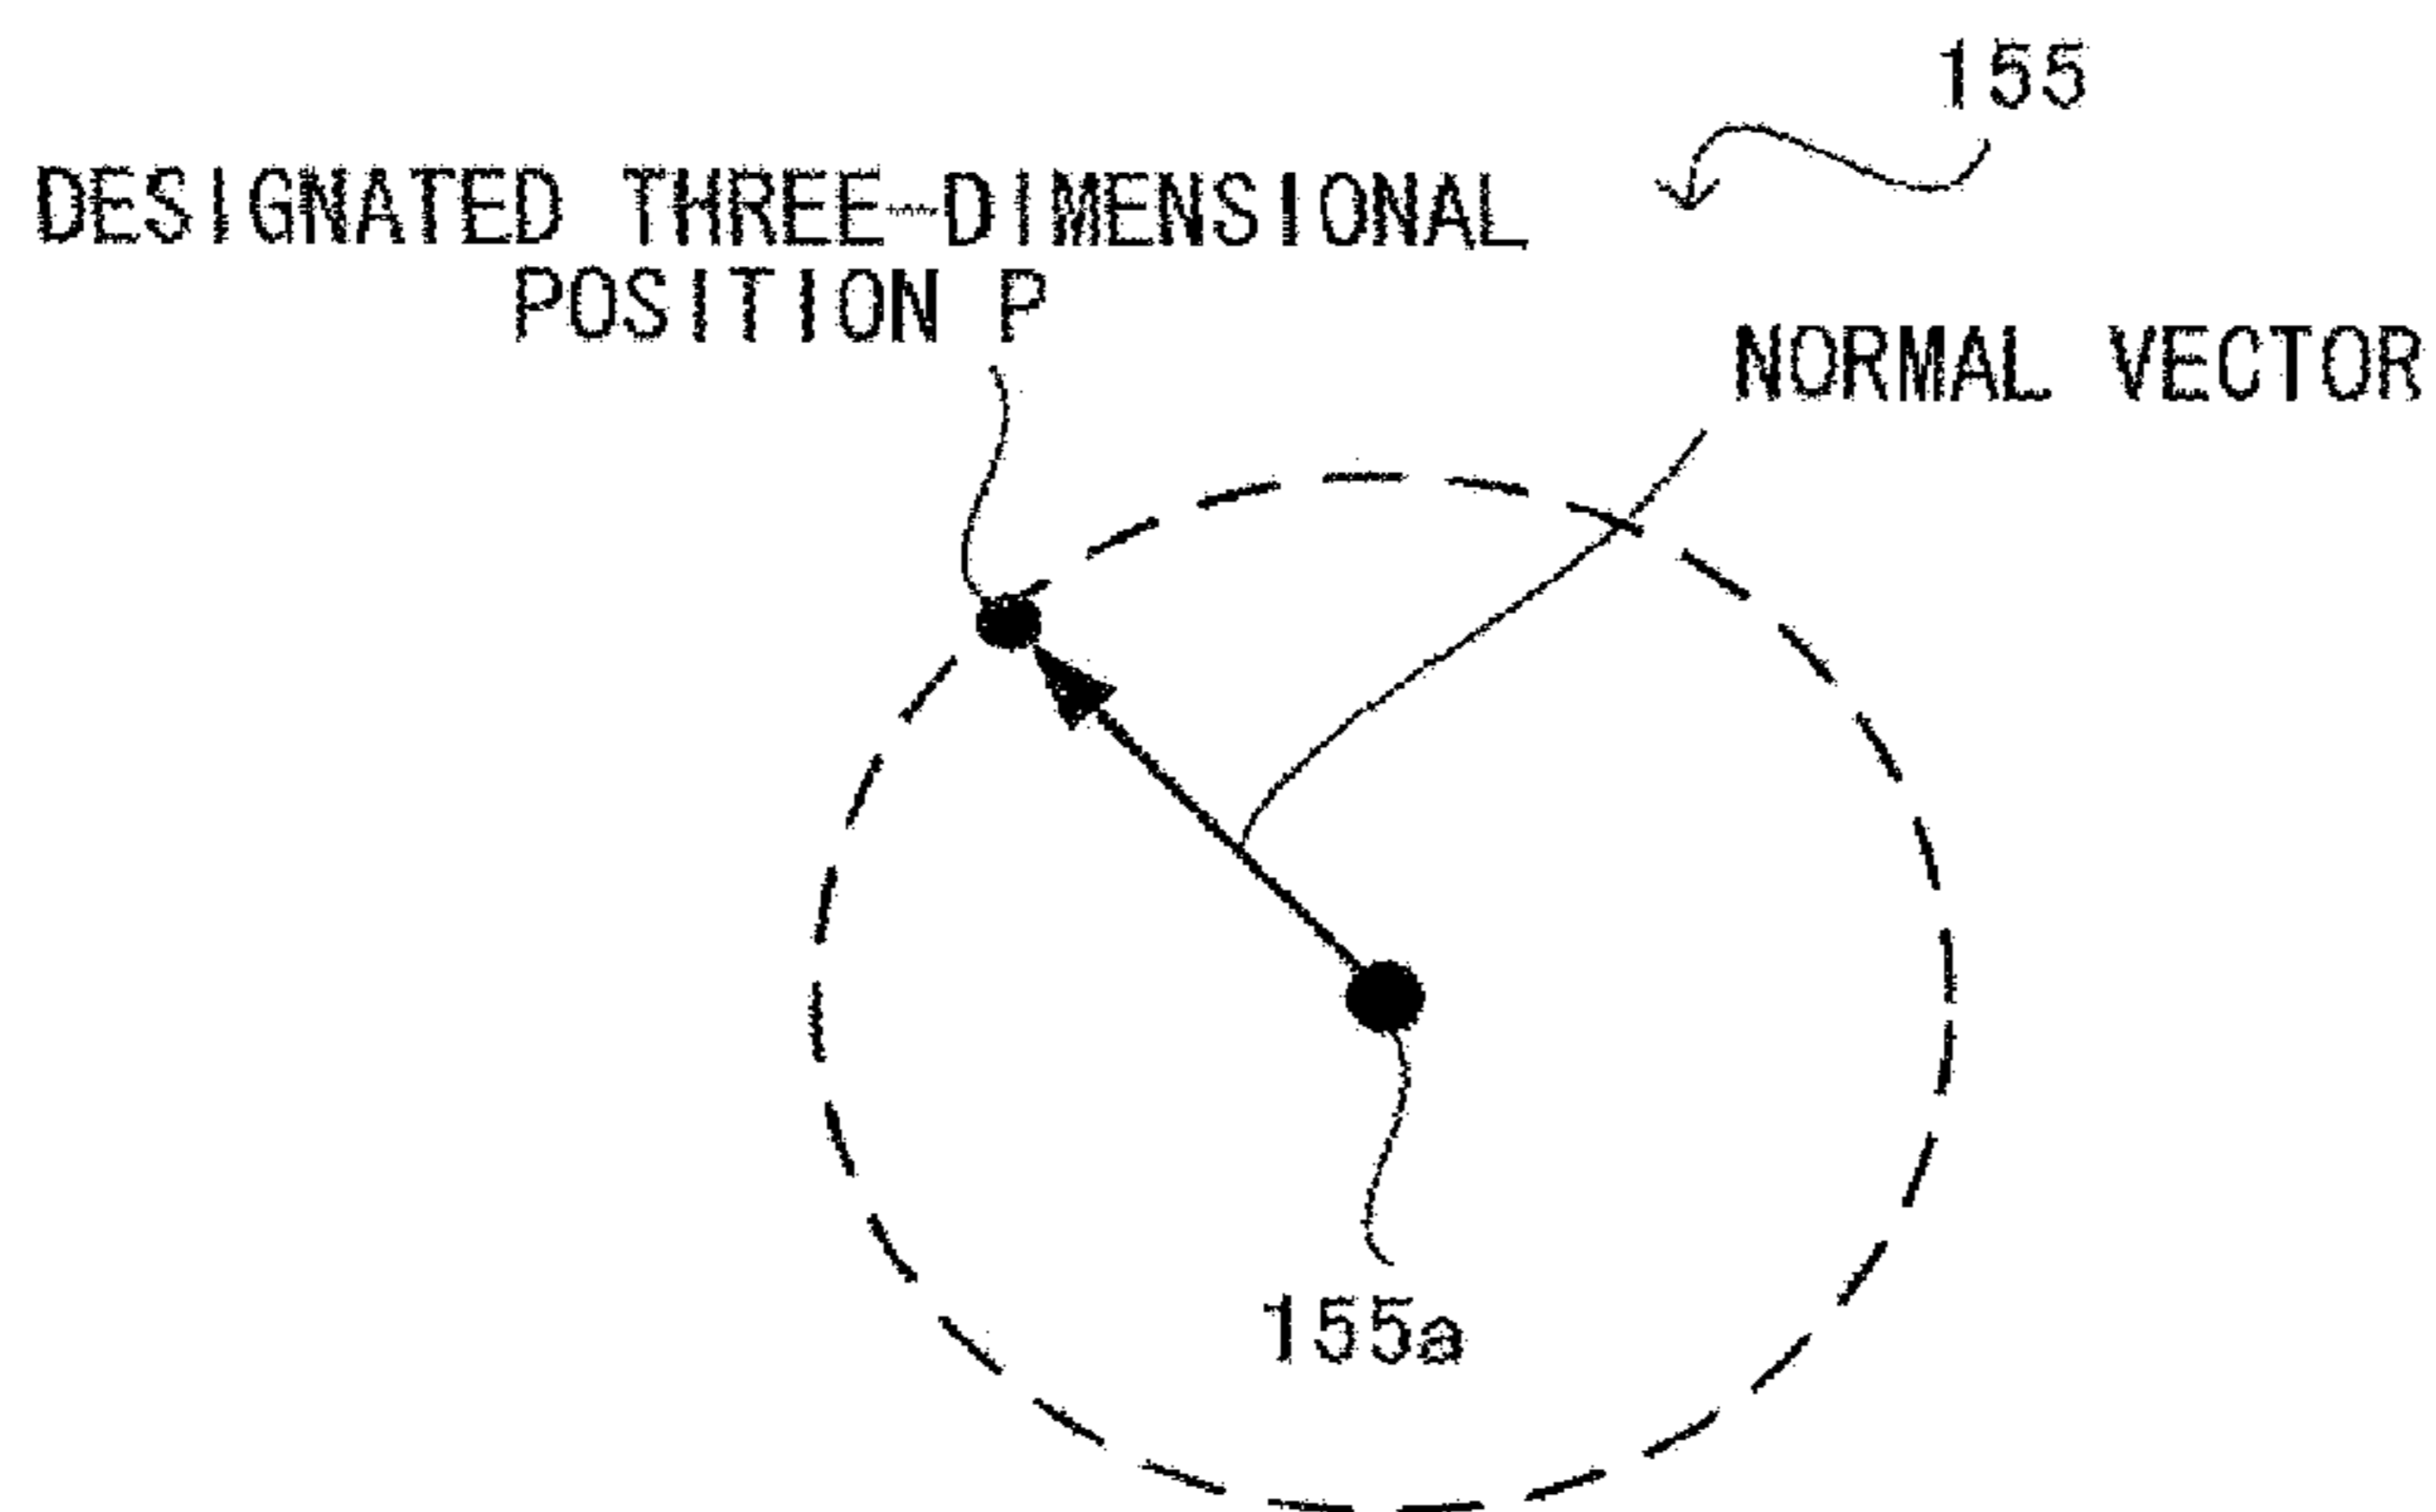 155
DESIGNATED THREE-DIMENSIONAL
POSITION P
NORMAL VECTOR
155a